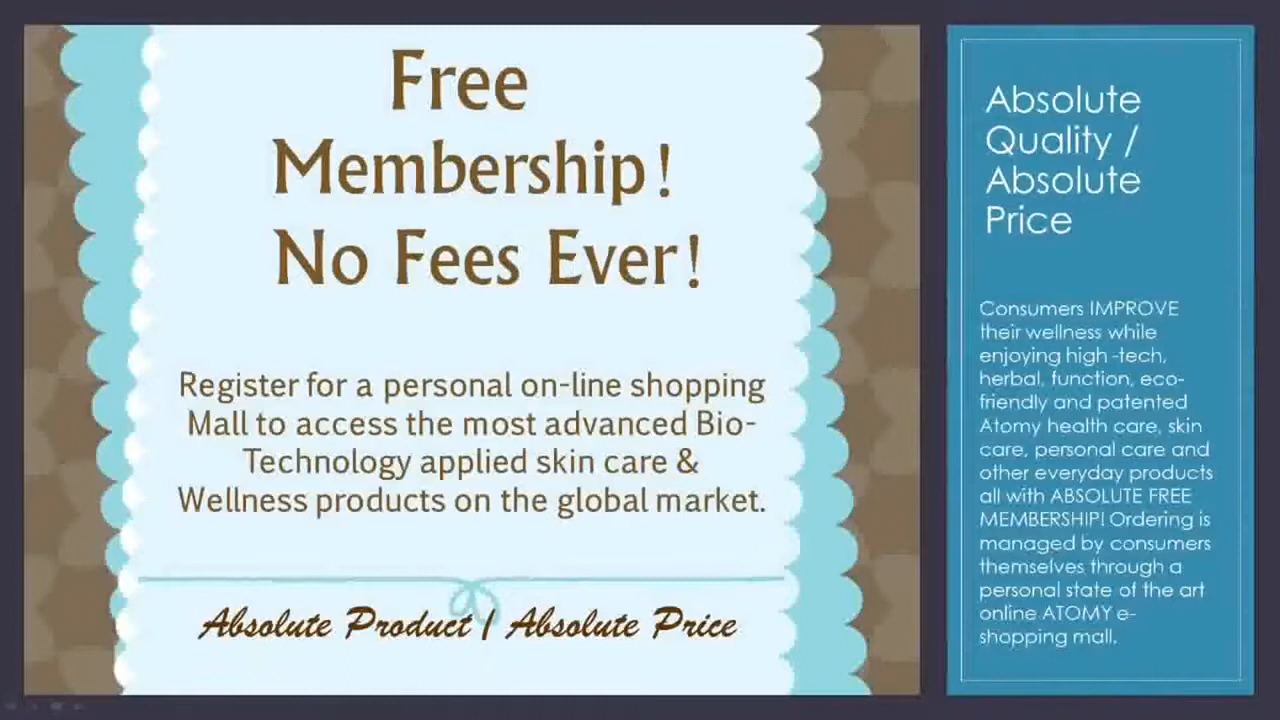 Free
Membership!
No Fees Ever!
Register for a personal on-line shopping
Mall to access the most advanced Bio-
Technology applied skin care &
Wellness products on the global market.
Absolute Product / Absolute Price
Absolute
Quality /
Absolute
Price
Consumers IMPROVE
their wellness while
enjoying high -tech,
herbal, function, eco-
friendly and patented
Atomy health care, skin
care, personal care and
other everyday products
all with ABSOLUTE FREE
MEMBERSHIP! Ordering is
managed by consumers
themselves through a
personal state of the art
online ATOMY e-
shopping mall.